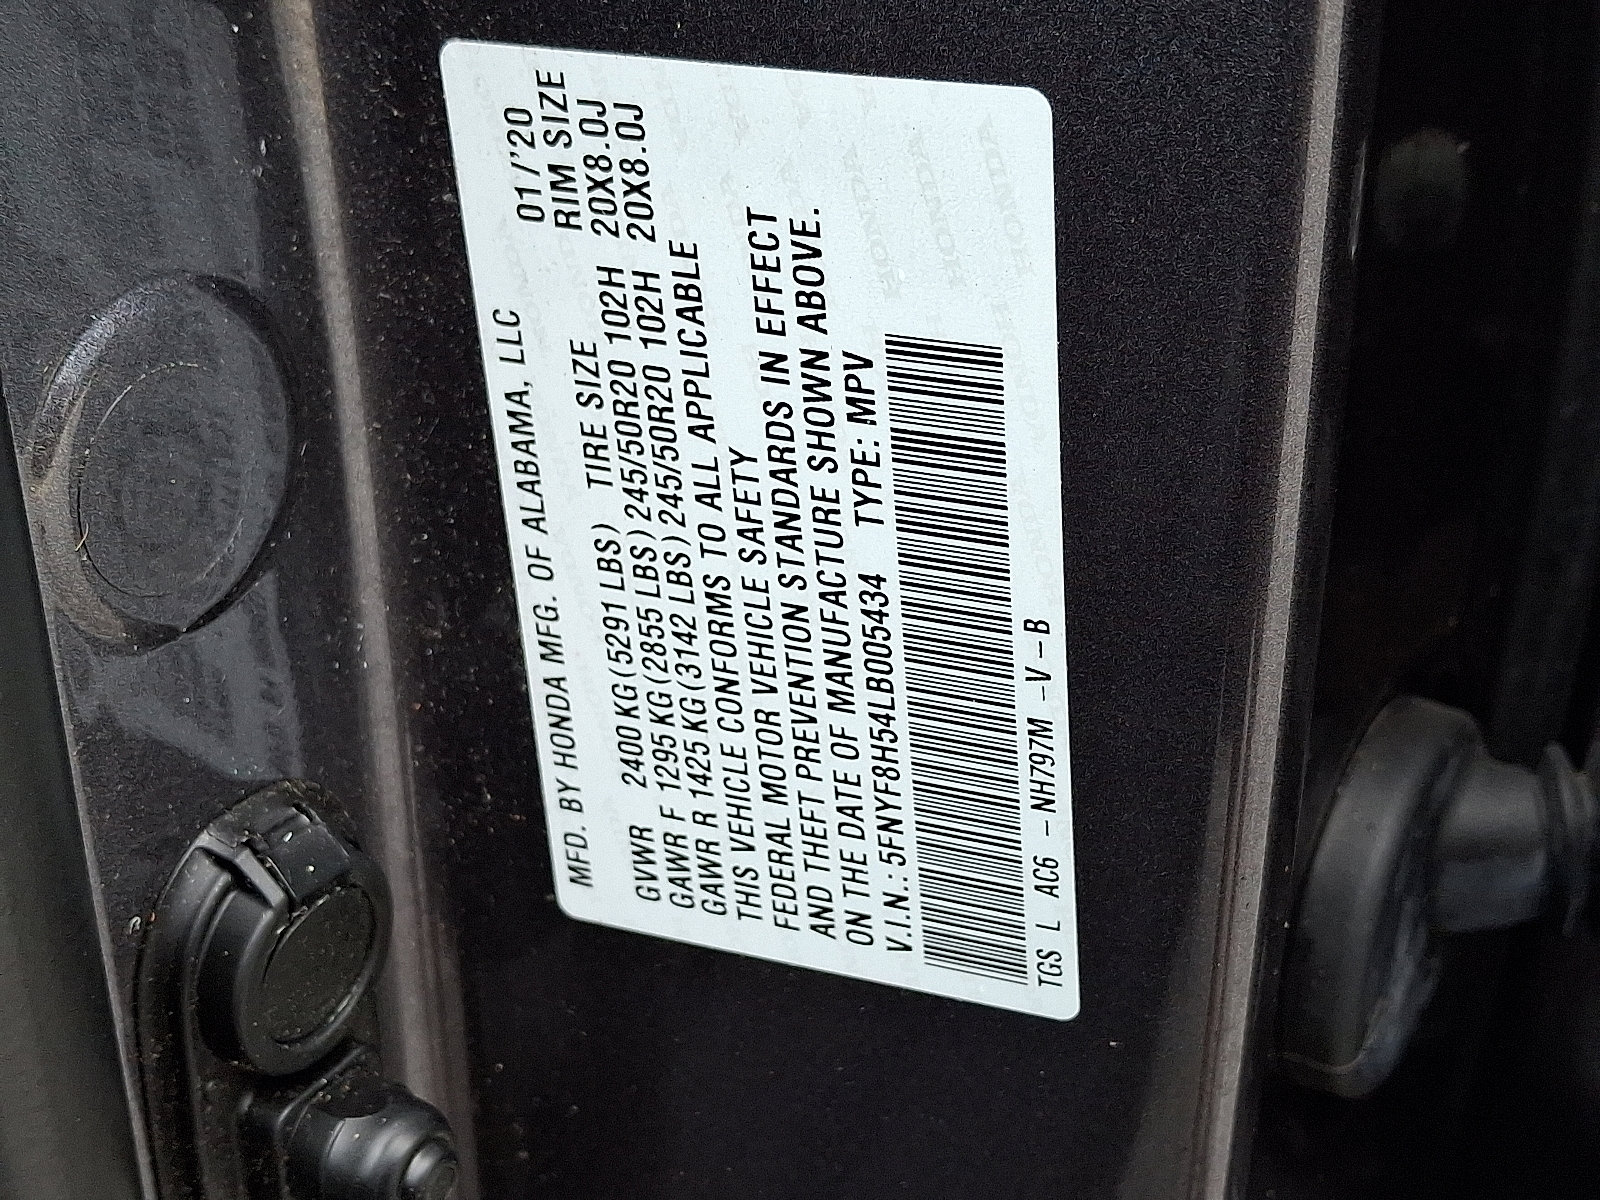 MFD. BY HONDA MFG. OF ALABAMA, LLC 01/'20
TIRE SIZE RIM SIZE
GVWR 2400 KG (5291 LBS)
GAWR F 1295 KG (2855 LBS) 245/50R20 102H 20X8.0J
GAWR R 1425 KG (3142 LBS) 245/50R20 102H 20X8.0J
THIS VEHICLE CONFORMS TO ALL APPLICABLE
FEDERAL MOTOR VEHICLE SAFETY
AND THEFT PREVENTION STANDARDS IN EFFECT
ON THE DATE OF MANUFACTURE SHOWN ABOVE.
V.I.N.: 5FNYF8H54LB005434 TYPE: MPV
TGS L AC6 – NH797M – V – B